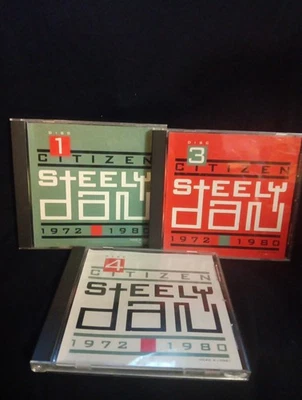 DISC
1
CITIZEN
STEELY
dan
1972 1980
DISC
3
CITIZEN
STEELY
dan
1972 1980
DISC
4
CITIZEN
STEELY
dan
1972 1980